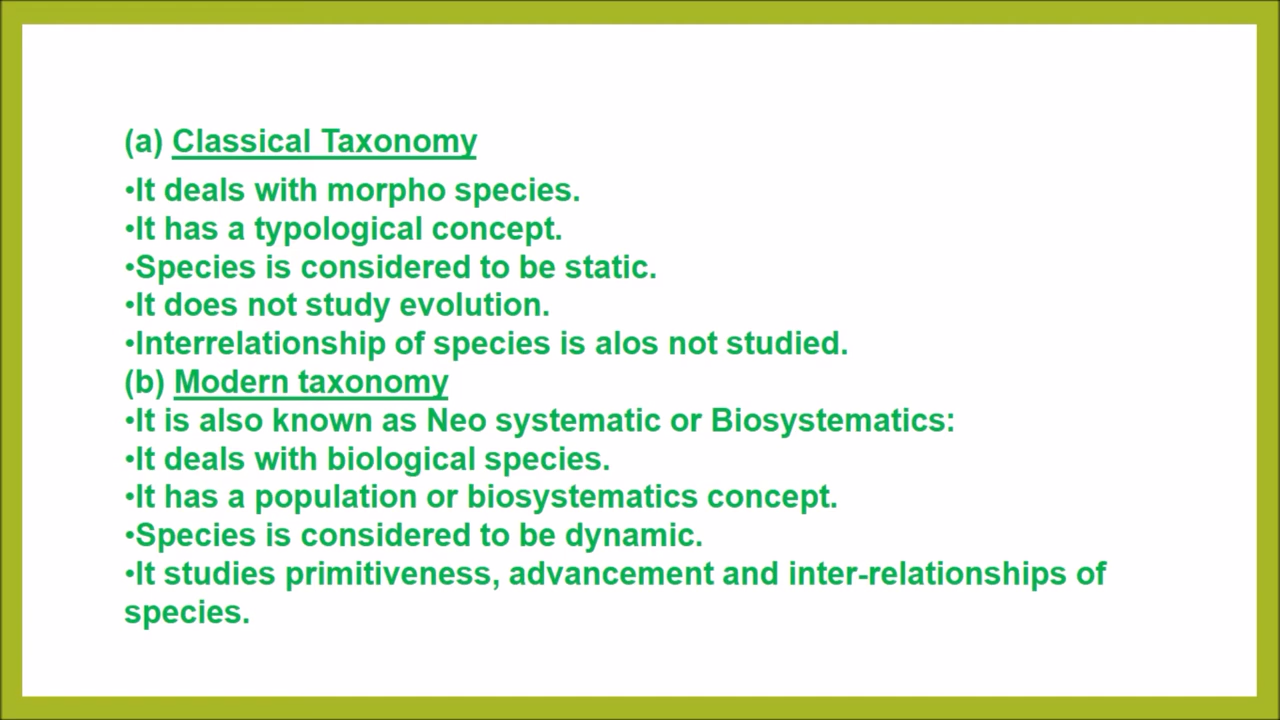 (a) Classical Taxonomy
•It deals with morpho species.
•It has a typological concept.
•Species is considered to be static.
•It does not study evolution.
•Interrelationship of species is alos not studied.
(b) Modern taxonomy
•It is also known as Neo systematic or Biosystematics:
•It deals with biological species.
•It has a population or biosystematics concept.
•Species is considered to be dynamic.
•It studies primitiveness, advancement and inter-relationships of
species.